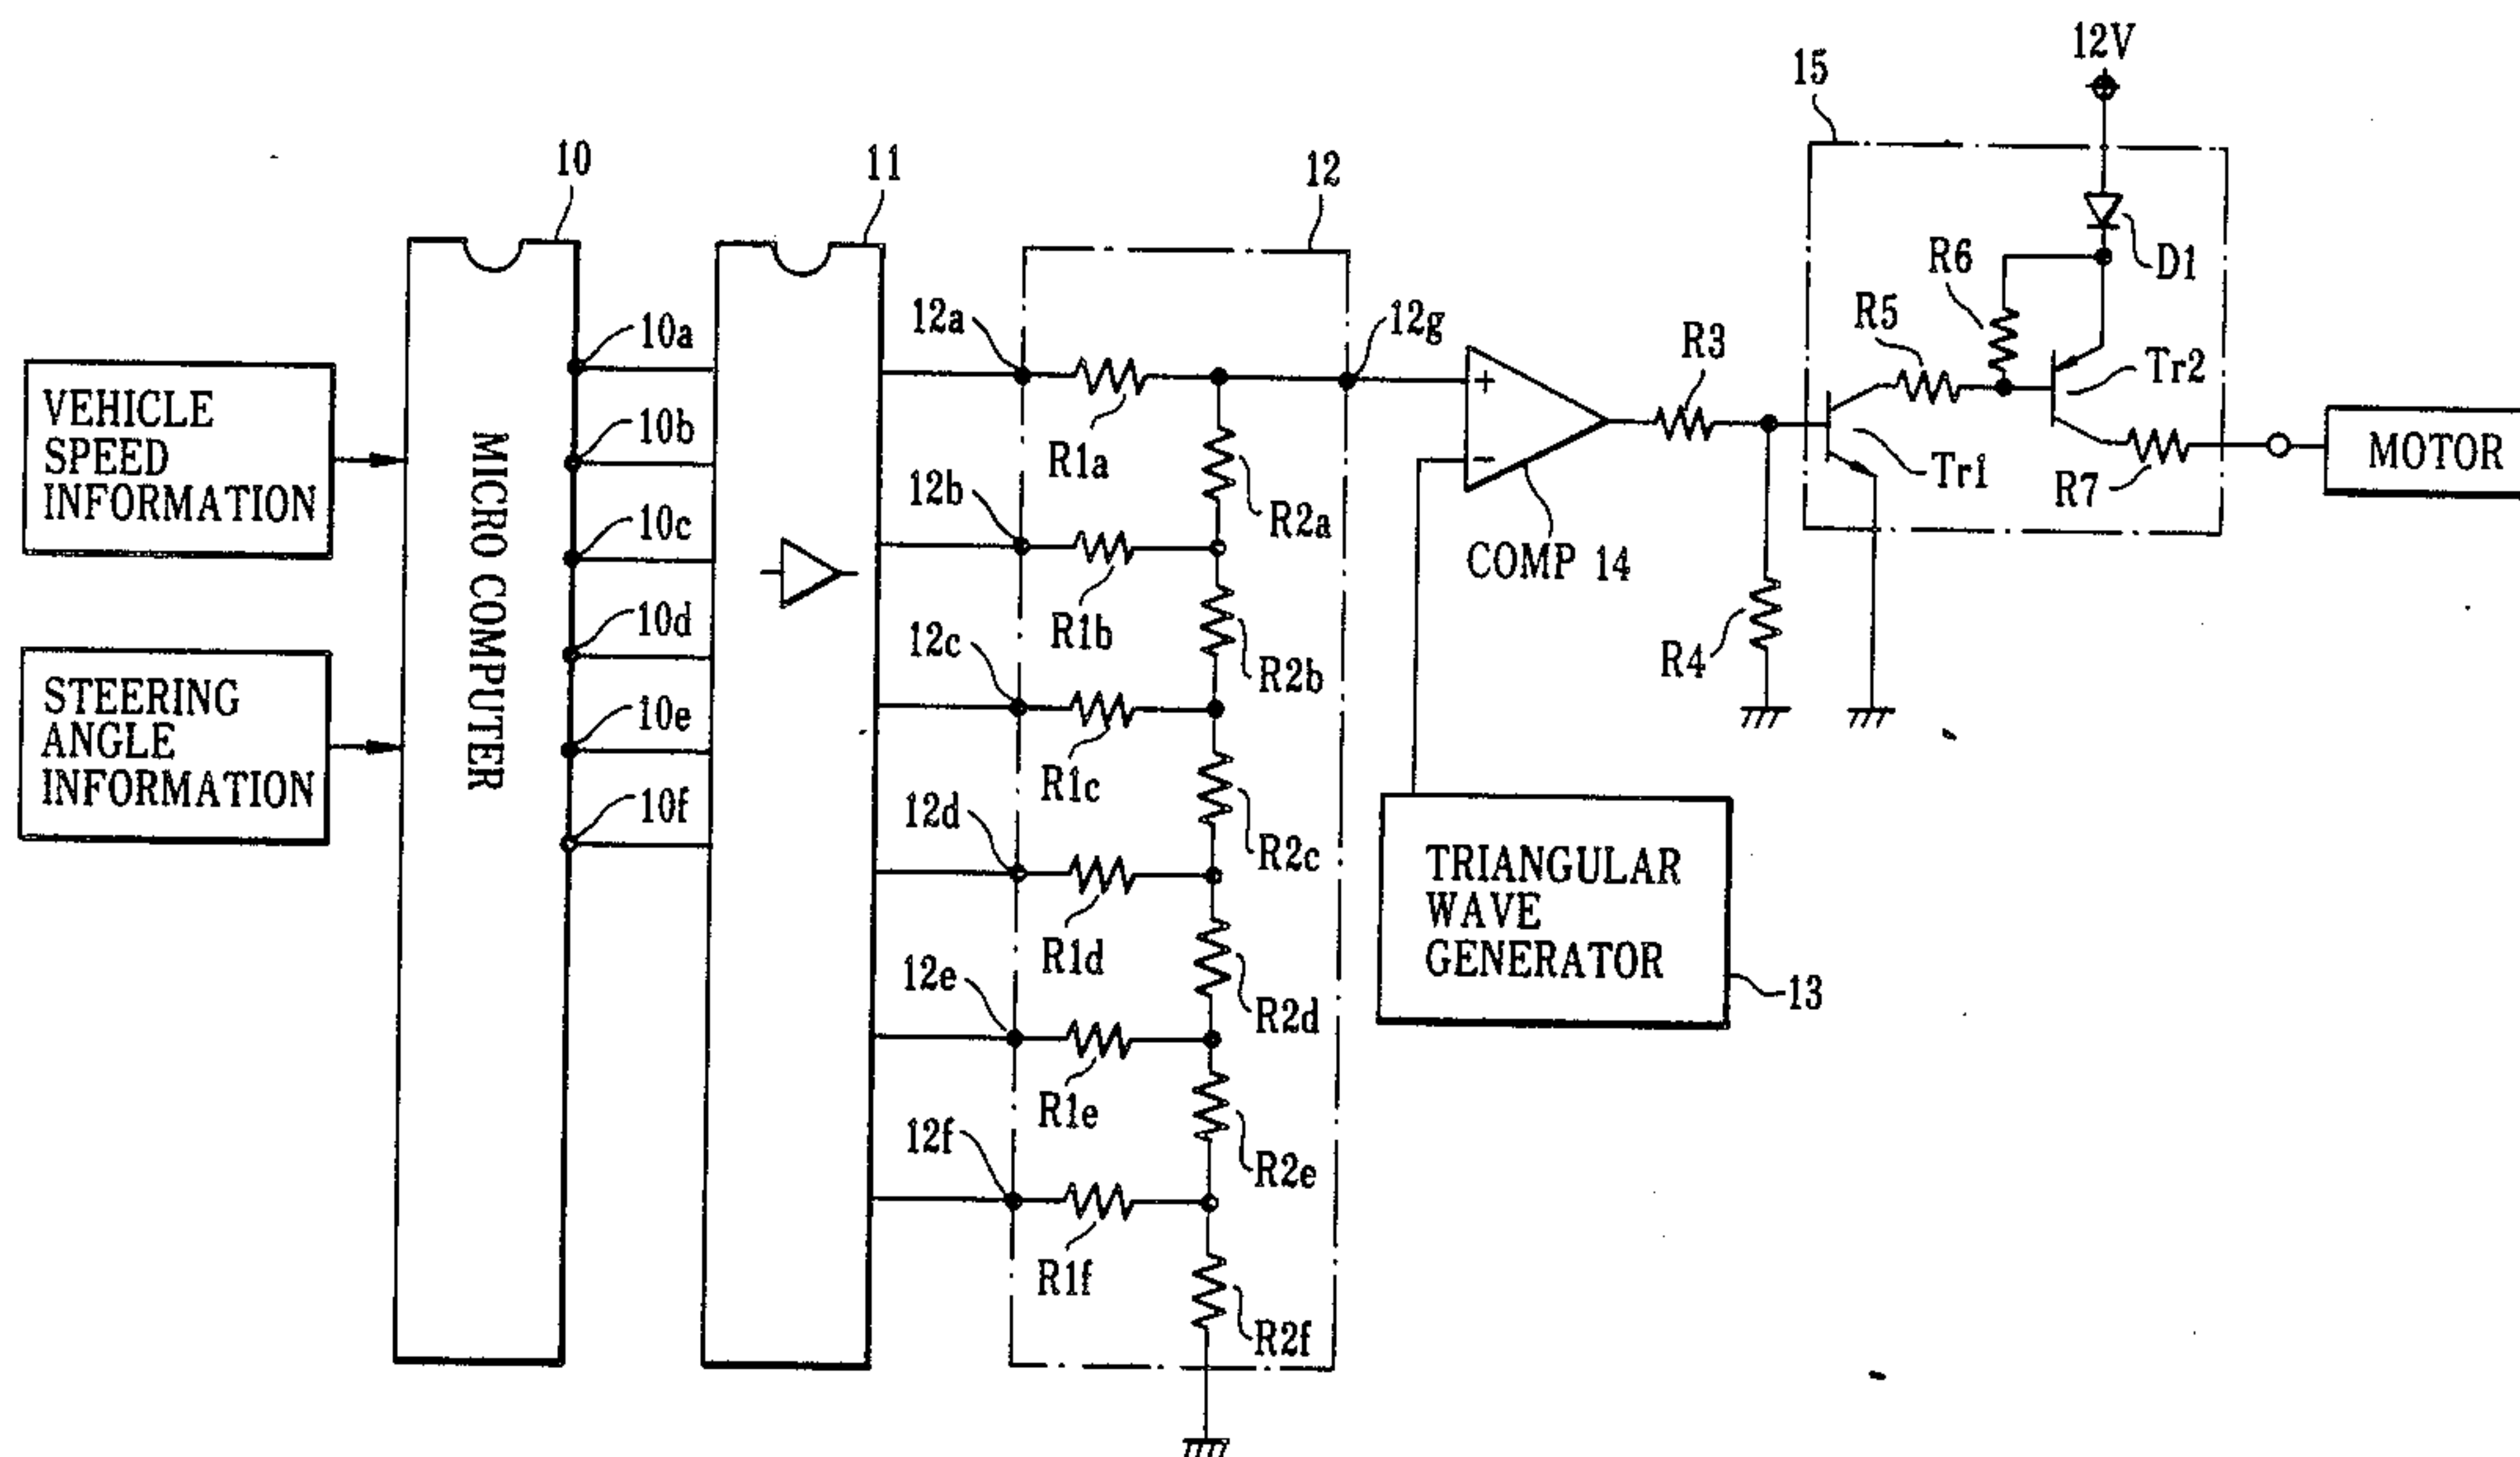 VEHICLE
SPEED
INFORMATION
STEERING
ANGLE
INFORMATION
10
MICRO COMPUTER
10a
10b
10c
10d
10e
10f
11
12
12a
12b
12c
12d
12e
12f
12g
R1a
R1b
R1c
R1d
R1e
R1f
R2a
R2b
R2c
R2d
R2e
R2f
+
−
COMP 14
TRIANGULAR
WAVE
GENERATOR
13
R3
R4
15
12V
D1
R6
R5
Tr2
Tr1
R7
MOTOR